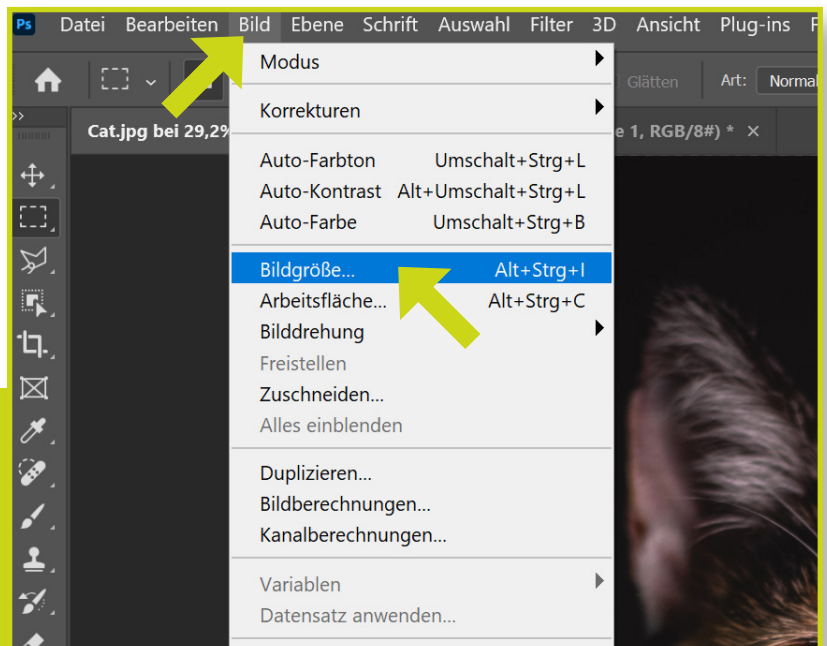 Ps Datei Bearbeiten Bild Ebene Schrift Auswahl Filter 3D Ansicht Plug-ins F
Glätten Art: Normal
Cat.jpg bei 29,2% e 1, RGB/8#) * ×
Modus
Korrekturen
Auto-Farbton Umschalt+Strg+L
Auto-Kontrast Alt+Umschalt+Strg+L
Auto-Farbe Umschalt+Strg+B
Bildgröße... Alt+Strg+I
Arbeitsfläche... Alt+Strg+C
Bilddrehung
Freistellen
Zuschneiden...
Alles einblenden
Duplizieren...
Bildberechnungen...
Kanalberechnungen...
Variablen
Datensatz anwenden...